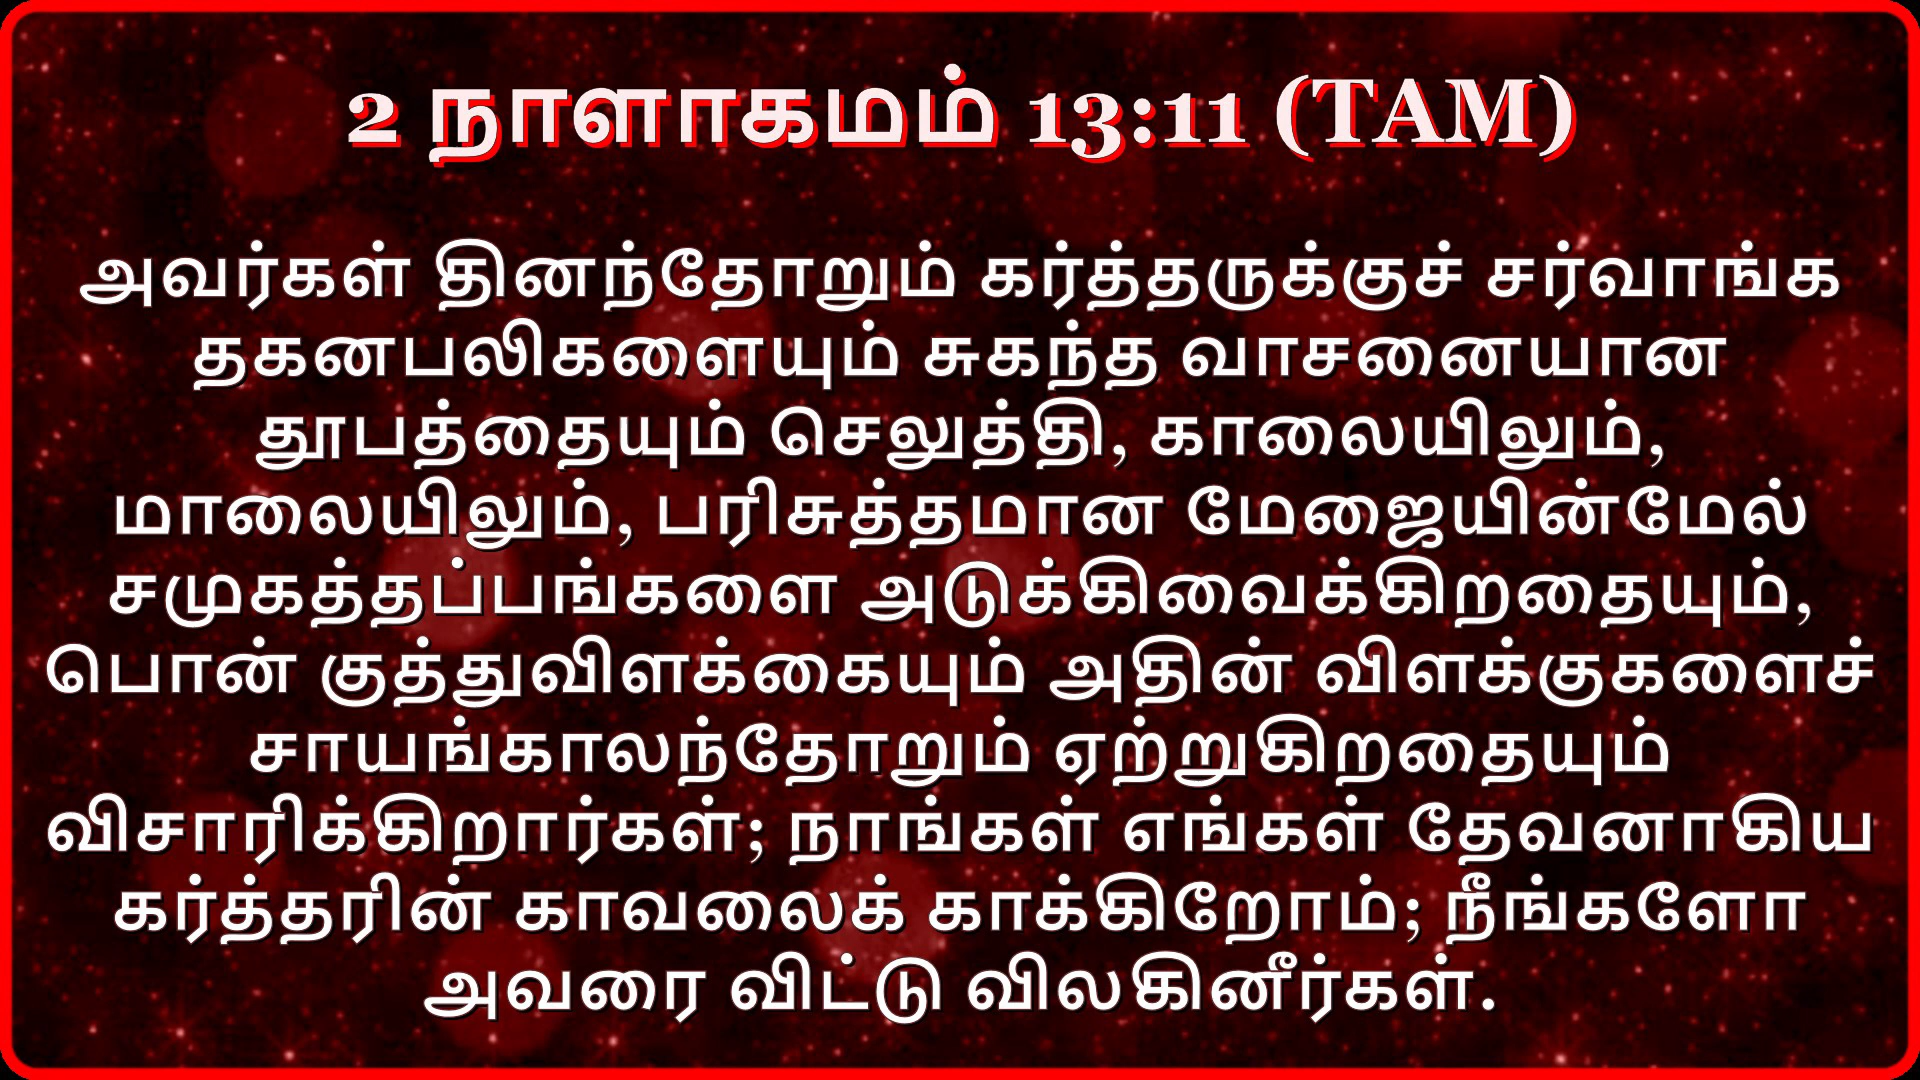 2 நாளாகமம் 13:11 (TAM)
அவர்கள் தினந்தோறும் கர்த்தருக்குச் சர்வாங்க
தகனபலிகளையும் சுகந்த வாசனையான
தூபத்தையும் செலுத்தி, காலையிலும்,
மாலையிலும், பரிசுத்தமான மேஜையின்மேல்
சமுகத்தப்பங்களை அடுக்கிவைக்கிறதையும்,
பொன் குத்துவிளக்கையும் அதின் விளக்குகளைச்
சாயங்காலந்தோறும் ஏற்றுகிறதையும்
விசாரிக்கிறார்கள்; நாங்கள் எங்கள் தேவனாகிய
கர்த்தரின் காவலைக் காக்கிறோம்; நீங்களோ
அவரை விட்டு விலகினீர்கள்.